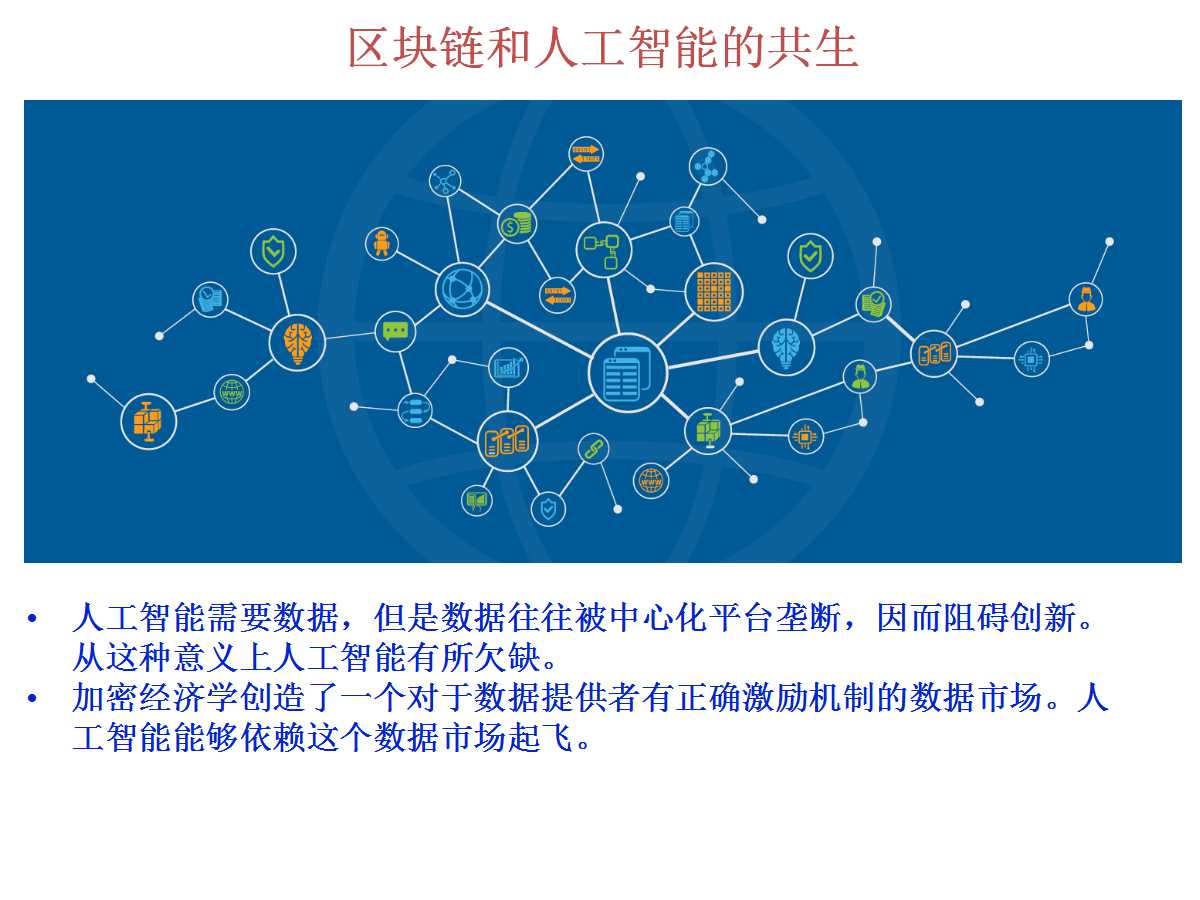 区块链和人工智能的共生
$
WWW
WWW
• 人工智能需要数据，但是数据往往被中心化平台垄断，因而阻碍创新。
从这种意义上人工智能有所欠缺。
• 加密经济学创造了一个对于数据提供者有正确激励机制的数据市场。人
工智能能够依赖这个数据市场起飞。